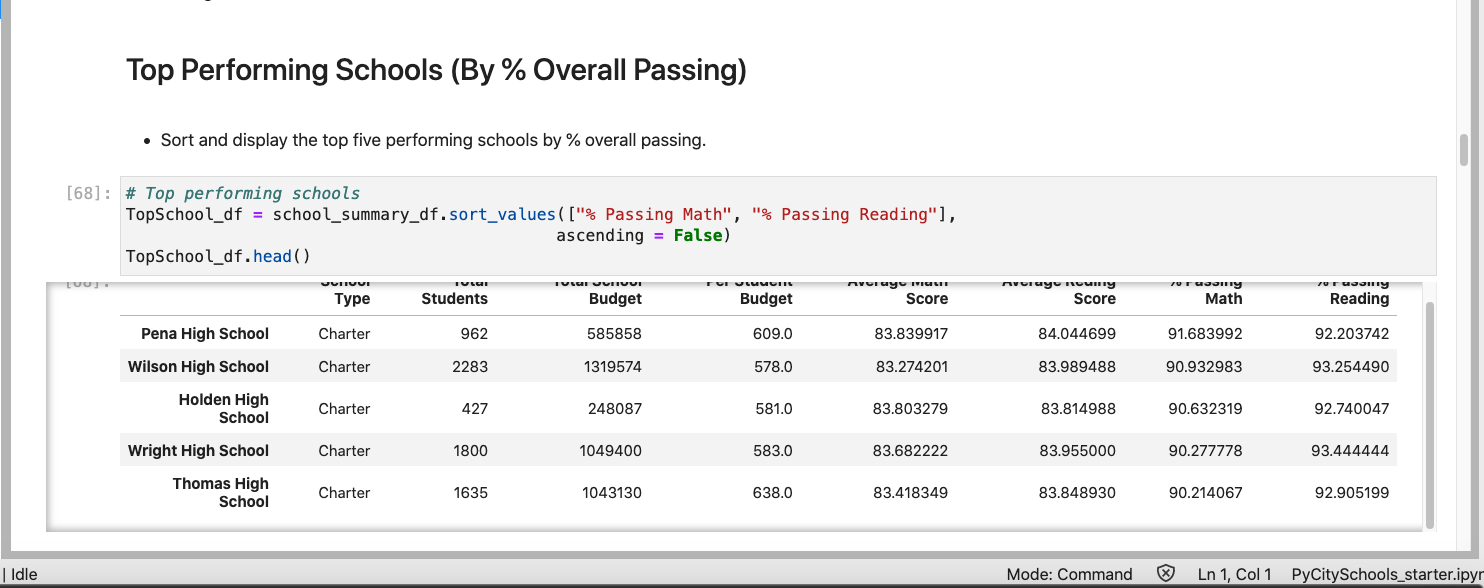 Top Performing Schools (By % Overall Passing)
• Sort and display the top five performing schools by % overall passing.
[68]: # Top performing schools
TopSchool_df = school_summary_df.sort_values(["% Passing Math", "% Passing Reading"],
ascending = False)
TopSchool_df.head()
[68]: School Total Total School Per Student Average Math Average Reding % Passing % Passing
Type Students Budget Budget Score Score Math Reading
Pena High School Charter 962 585858 609.0 83.839917 84.044699 91.683992 92.203742
Wilson High School Charter 2283 1319574 578.0 83.274201 83.989488 90.932983 93.254490
Holden High
School Charter 427 248087 581.0 83.803279 83.814988 90.632319 92.740047
Wright High School Charter 1800 1049400 583.0 83.682222 83.955000 90.277778 93.444444
Thomas High
School Charter 1635 1043130 638.0 83.418349 83.848930 90.214067 92.905199
| Idle Mode: Command Ln 1, Col 1 PyCitySchools_starter.ipyn